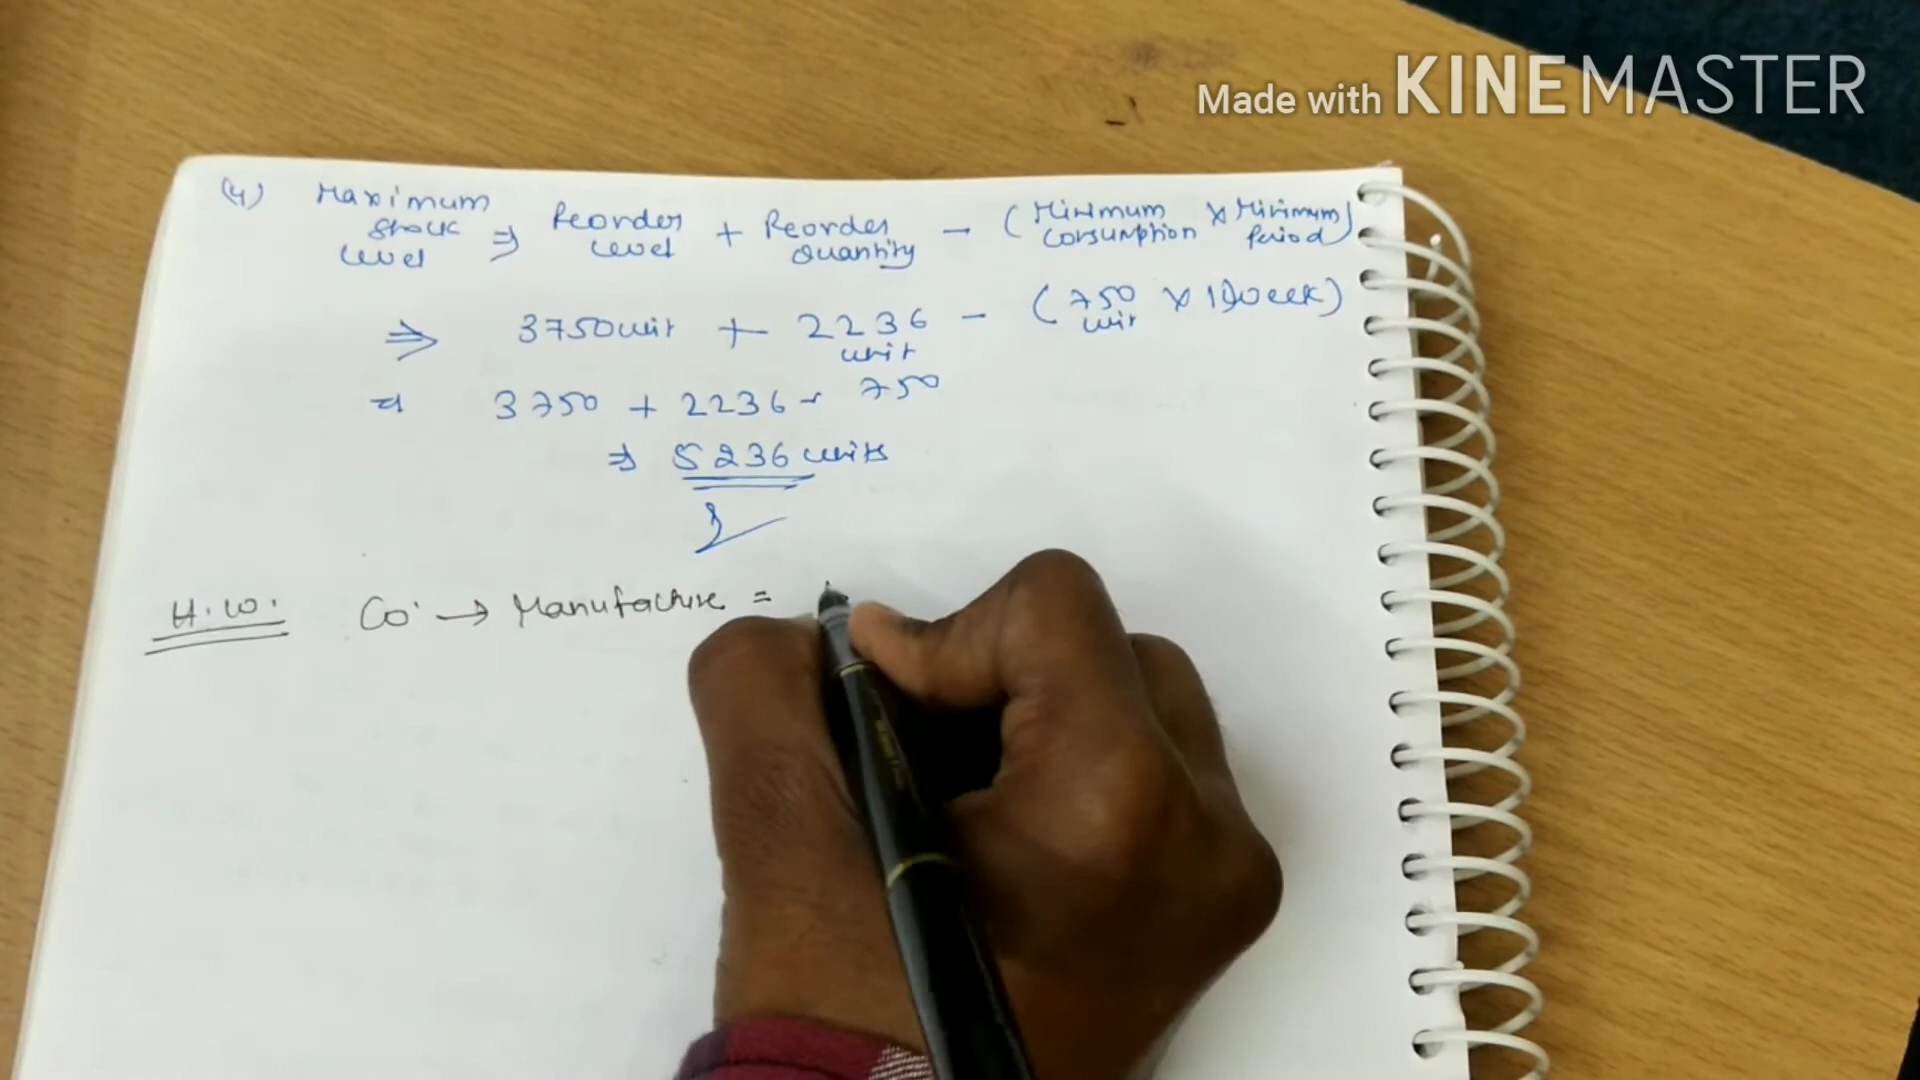 Made with KINEMASTER
(4) Maximum Stock Level ⇒ Reorder Level + Reorder Quantity - (Minimum Consumption × Minimum Period)
⇒ 3750 unit + 2236 unit - (750 unit × 1 Week)
⇒ 3750 + 2236 - 750
⇒ 5236 units
H.W. Co. → Manufacture =